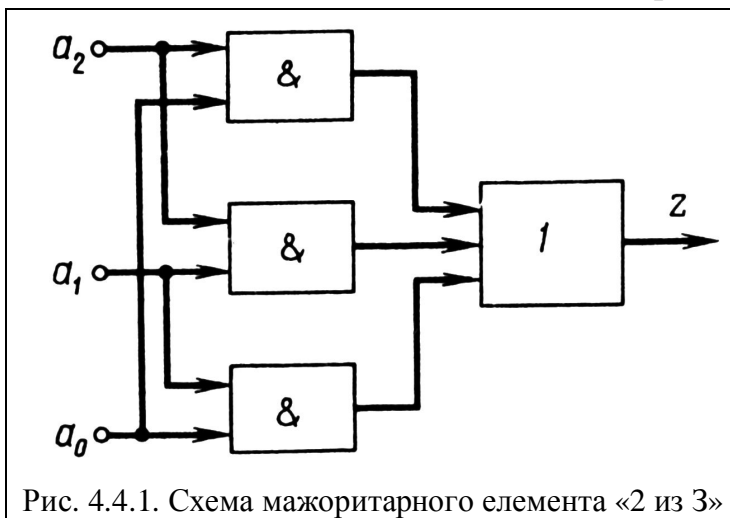 a₂
&
&
a₁
&
a₀
1
z
Рис. 4.4.1. Схема мажоритарного елемента «2 из 3»